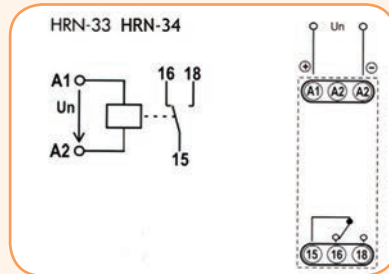 HRN-33 HRN-34
Un
16 18
A1
Un
A2
15
⊕ ⊖
A1 A2 A2
15 16 18